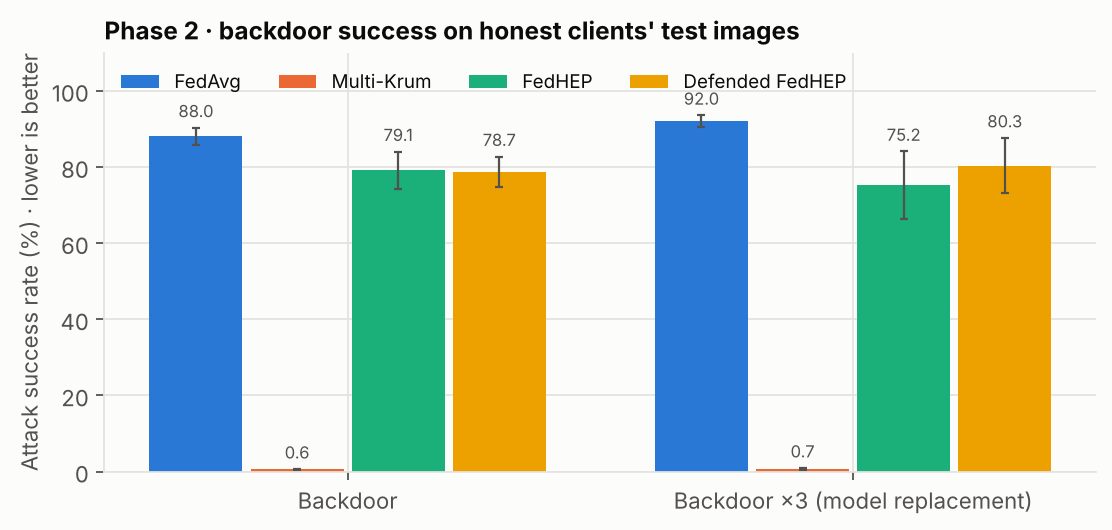 Phase 2 · backdoor success on honest clients' test images
Attack success rate (%) · lower is better
FedAvg Multi-Krum FedHEP Defended FedHEP
100
80
60
40
20
0
88.0
0.6
79.1
78.7
92.0
0.7
75.2
80.3
Backdoor
Backdoor ×3 (model replacement)